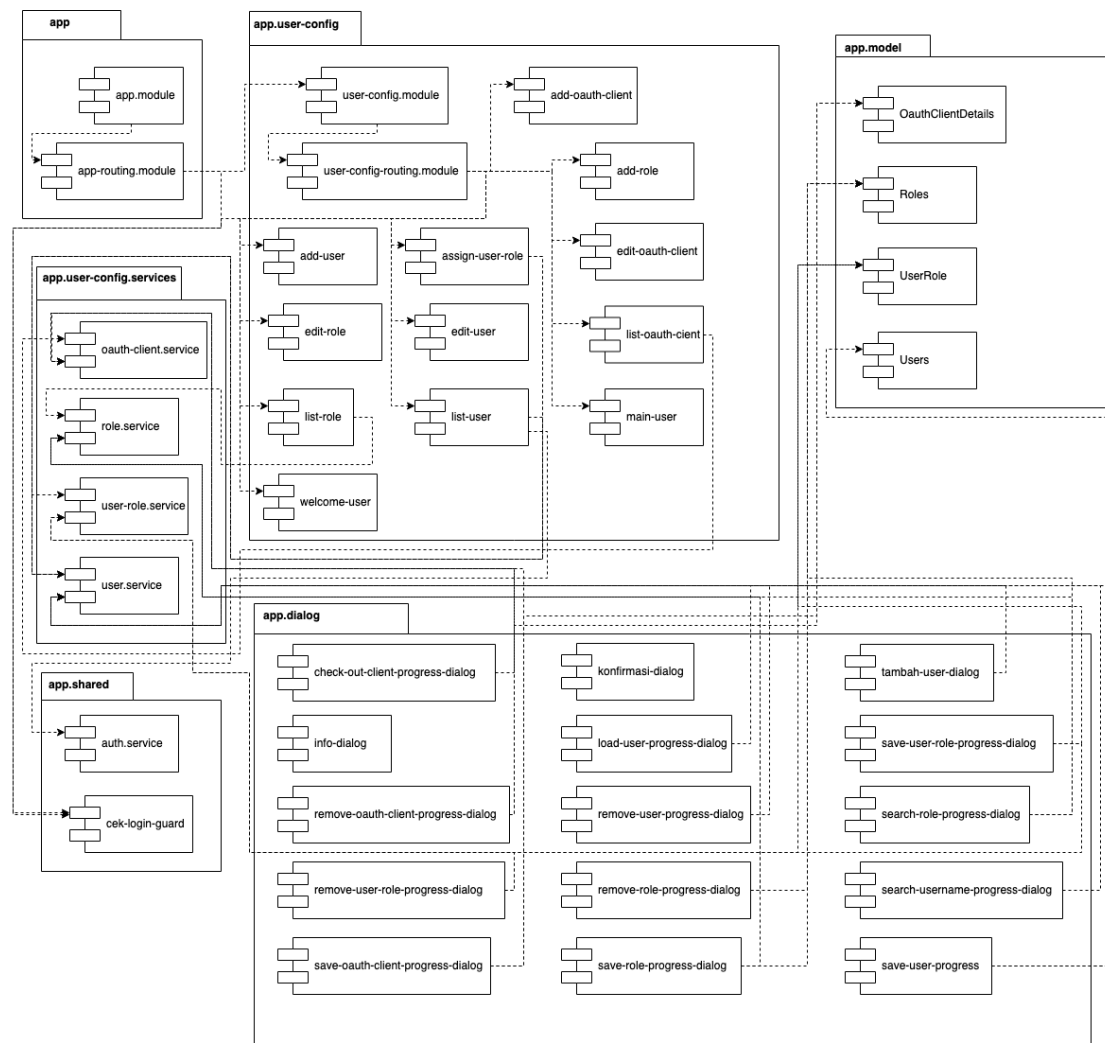 app
app.module
app-routing.module
app.user-config
user-config.module
add-oauth-client
user-config-routing.module
add-role
add-user
assign-user-role
edit-oauth-client
edit-role
edit-user
list-oauth-cient
list-role
list-user
main-user
welcome-user
app.model
OauthClientDetails
Roles
UserRole
Users
app.user-config.services
oauth-client.service
role.service
user-role.service
user.service
app.shared
auth.service
cek-login-guard
app.dialog
check-out-client-progress-dialog
konfirmasi-dialog
tambah-user-dialog
info-dialog
load-user-progress-dialog
save-user-role-progress-dialog
remove-oauth-client-progress-dialog
remove-user-progress-dialog
search-role-progress-dialog
remove-user-role-progress-dialog
remove-role-progress-dialog
search-username-progress-dialog
save-oauth-client-progress-dialog
save-role-progress-dialog
save-user-progress